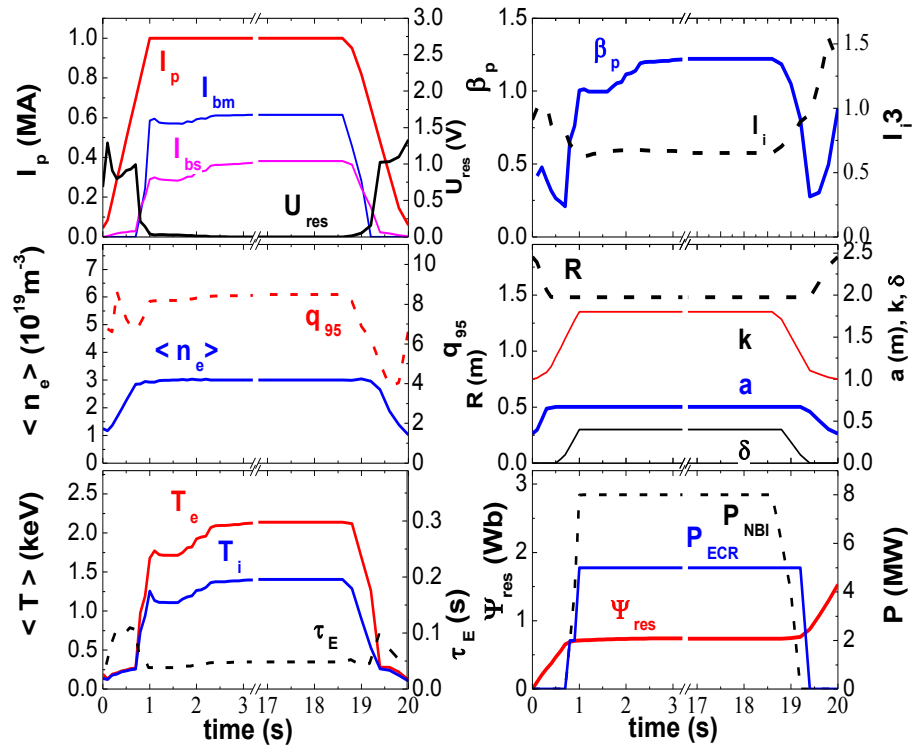 I_p (MA)
1.0
0.8
0.6
0.4
0.2
0.0
I_p
I_bm
I_bs
U_res
3.0
2.5
2.0
1.5
1.0
0.5
0.0
U_res (V)
β_p
1.5
1.0
0.5
0.0
β_p
l_i
1.5
1.0
0.5
0.0
l_i3
< n_e > (10^19 m^-3)
7
6
5
4
3
2
1
0
q_95
< n_e >
10
8
6
4
2
0
q_95
R (m)
1.5
1.0
0.5
0.0
R
k
a
δ
2.5
2.0
1.5
1.0
0.5
0.0
a (m), k, δ
< T > (keV)
2.5
2.0
1.5
1.0
0.5
0.0
T_e
T_i
τ_E
0.3
0.2
0.1
0.0
τ_E (s)
0 1 2 3 17 18 19 20
time (s)
Ψ_res (Wb)
3
2
1
0
P_NBI
P_ECR
Ψ_res
8
6
4
2
0
P (MW)
0 1 2 3 17 18 19 20
time (s)